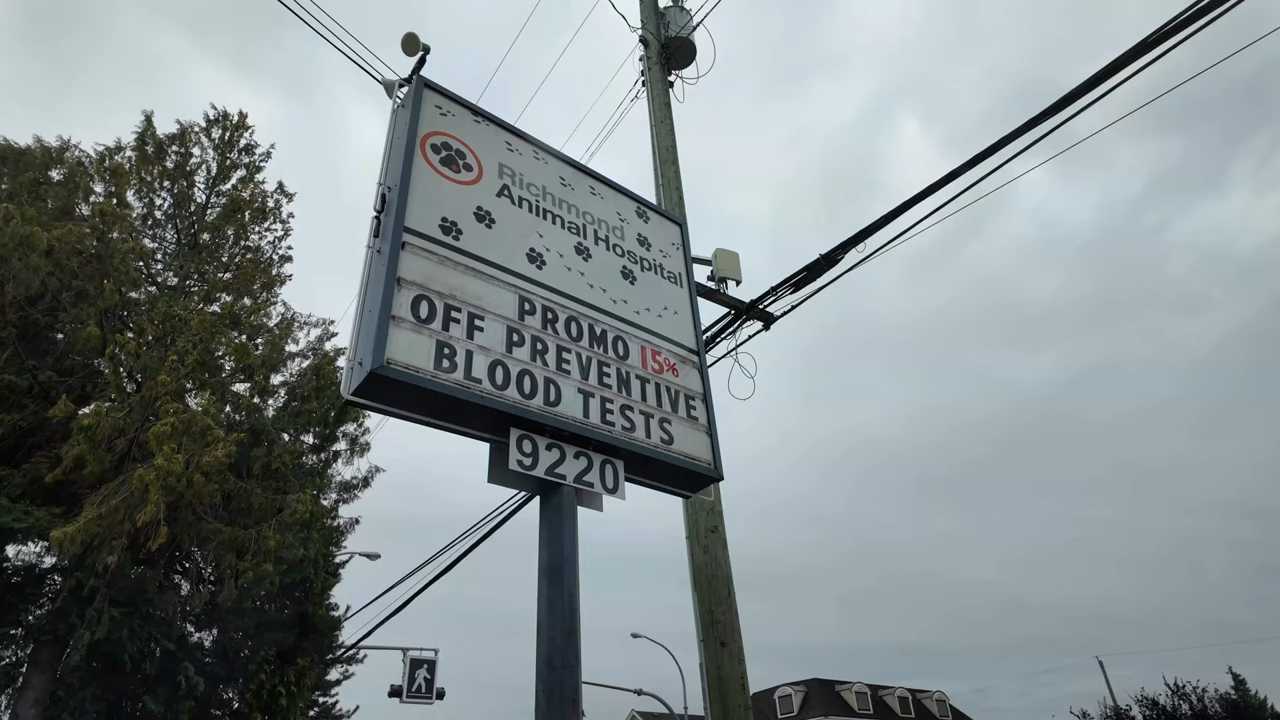 Richmond
Animal Hospital
PROMO 15%
OFF PREVENTIVE
BLOOD TESTS
9220